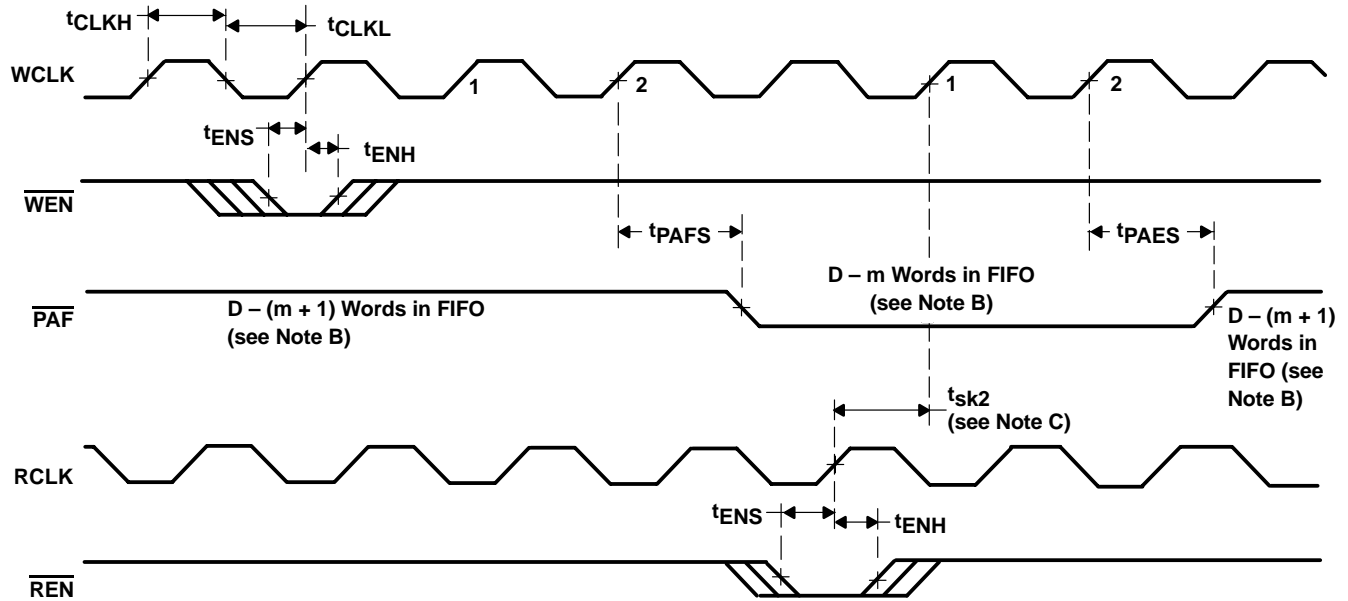 tCLKH
tCLKL
WCLK
1
2
1
2
tENS
tENH
WEN
tPAFS
tPAES
D – m Words in FIFO
(see Note B)
PAF
D – (m + 1) Words in FIFO
(see Note B)
D – (m + 1)
Words in
FIFO (see
Note B)
tsk2
(see Note C)
RCLK
tENS
tENH
REN